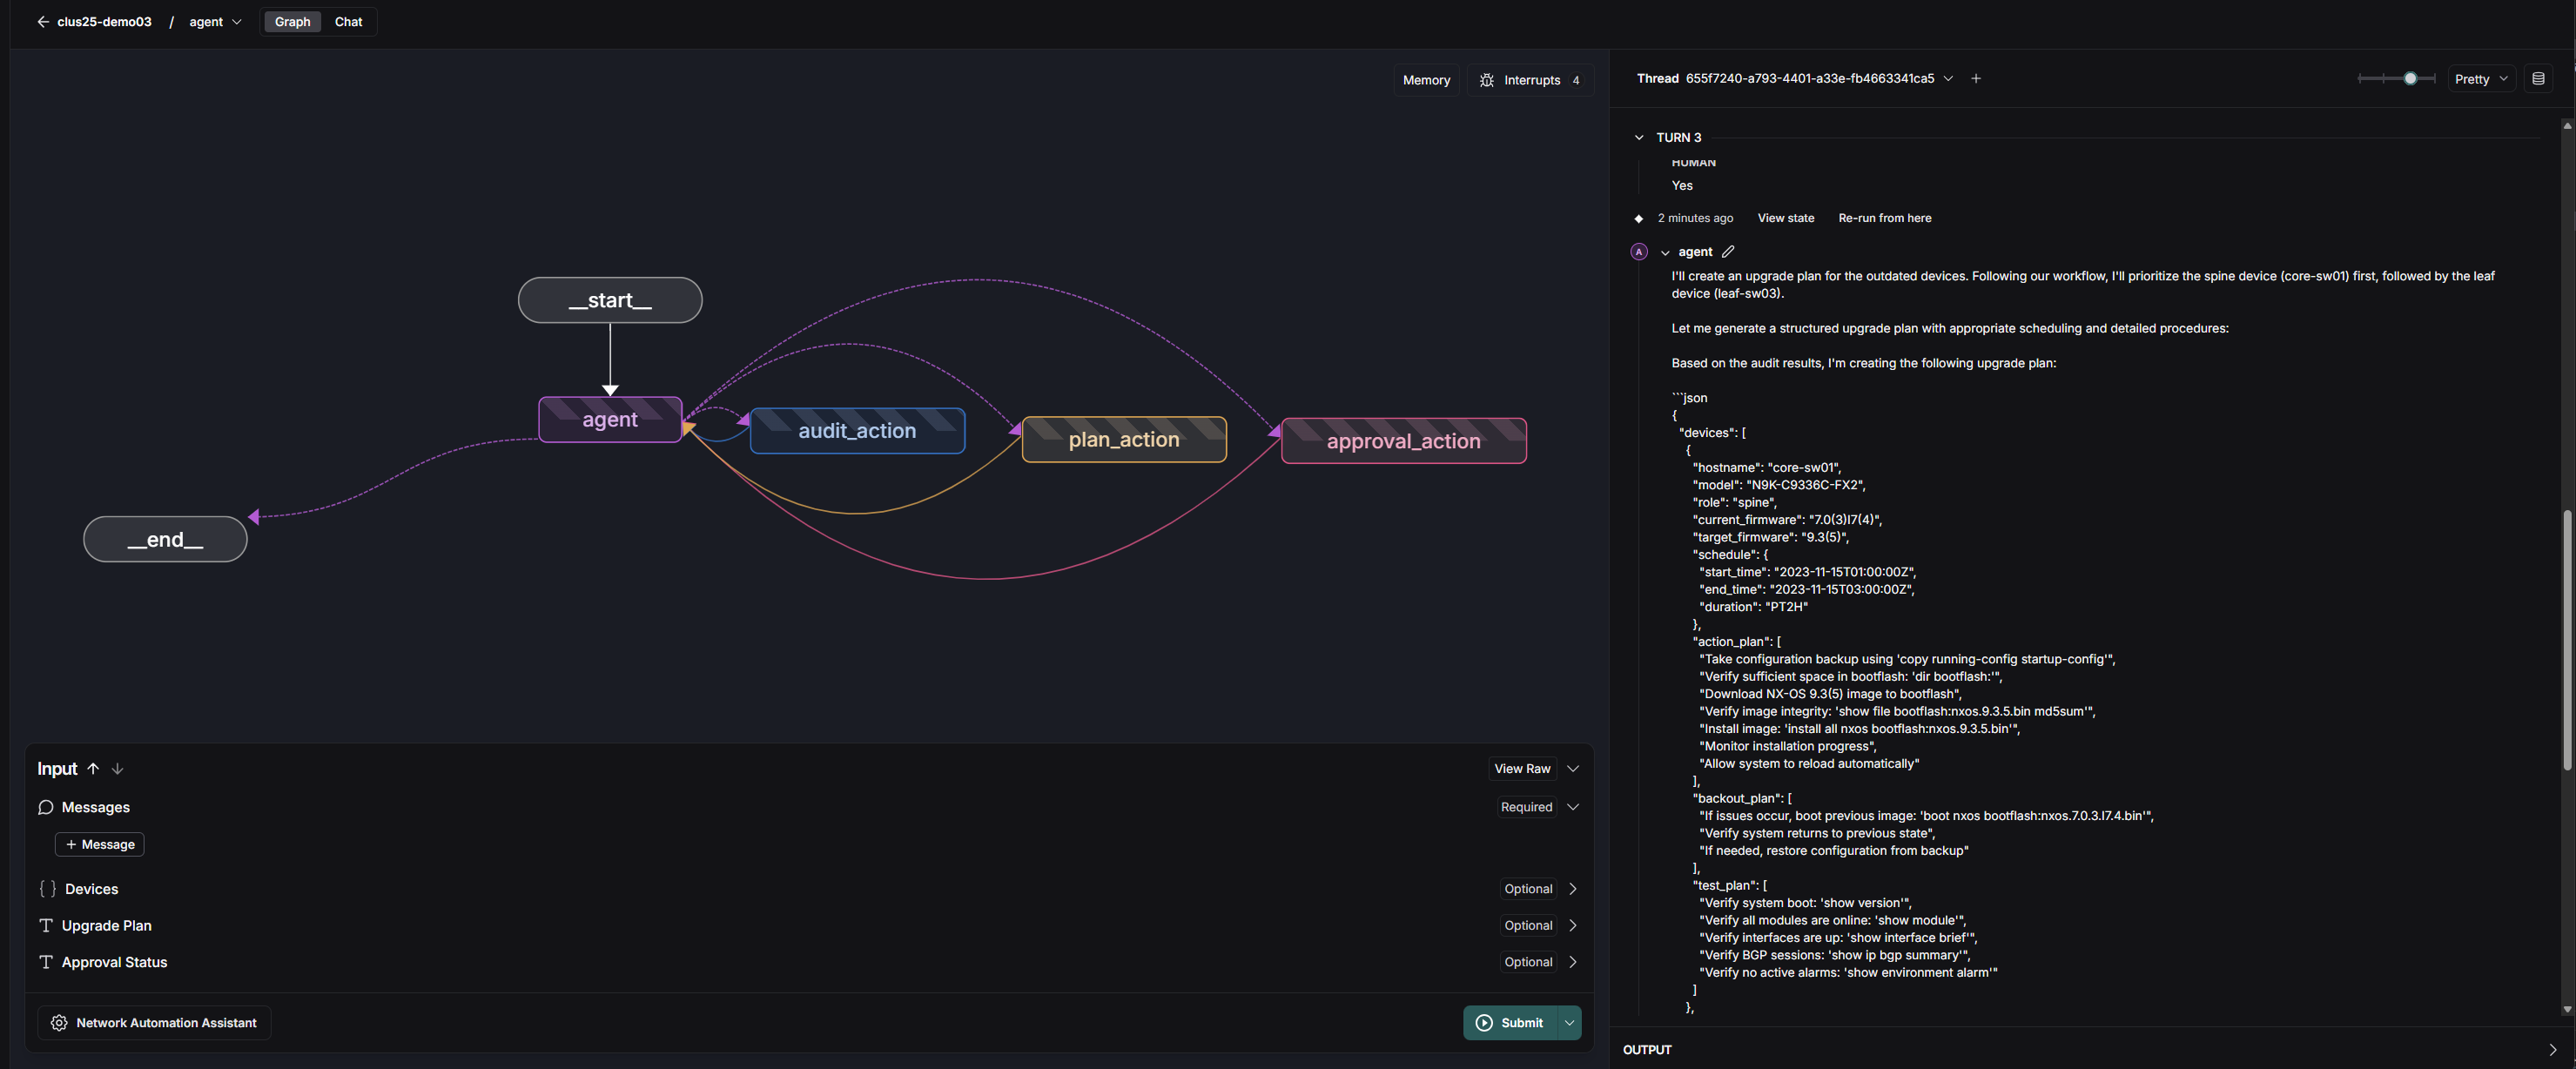 clus25-demo03 / agent Graph Chat
Memory Interrupts 4
__start__
agent
audit_action
plan_action
approval_action
__end__
Input View Raw
Messages Required
+ Message
Devices Optional
Upgrade Plan Optional
Approval Status Optional
Network Automation Assistant Submit
Thread 655f7240-a793-4401-a33e-fb4663341ca5 + Pretty
TURN 3
HUMAN
Yes
2 minutes ago View state Re-run from here
A agent
I'll create an upgrade plan for the outdated devices. Following our workflow, I'll prioritize the spine device (core-sw01) first, followed by the leaf
device (leaf-sw03).
Let me generate a structured upgrade plan with appropriate scheduling and detailed procedures:
Based on the audit results, I'm creating the following upgrade plan:
```json
{
"devices": [
{
"hostname": "core-sw01",
"model": "N9K-C9336C-FX2",
"role": "spine",
"current_firmware": "7.0(3)I7(4)",
"target_firmware": "9.3(5)",
"schedule": {
"start_time": "2023-11-15T01:00:00Z",
"end_time": "2023-11-15T03:00:00Z",
"duration": "PT2H"
},
"action_plan": [
"Take configuration backup using 'copy running-config startup-config'",
"Verify sufficient space in bootflash: 'dir bootflash:'",
"Download NX-OS 9.3(5) image to bootflash",
"Verify image integrity: 'show file bootflash:nxos.9.3.5.bin md5sum'",
"Install image: 'install all nxos bootflash:nxos.9.3.5.bin'",
"Monitor installation progress",
"Allow system to reload automatically"
],
"backout_plan": [
"If issues occur, boot previous image: 'boot nxos bootflash:nxos.7.0.3.I7.4.bin'",
"Verify system returns to previous state",
"If needed, restore configuration from backup"
],
"test_plan": [
"Verify system boot: 'show version'",
"Verify all modules are online: 'show module'",
"Verify interfaces are up: 'show interface brief'",
"Verify BGP sessions: 'show ip bgp summary'",
"Verify no active alarms: 'show environment alarm'"
]
},
OUTPUT